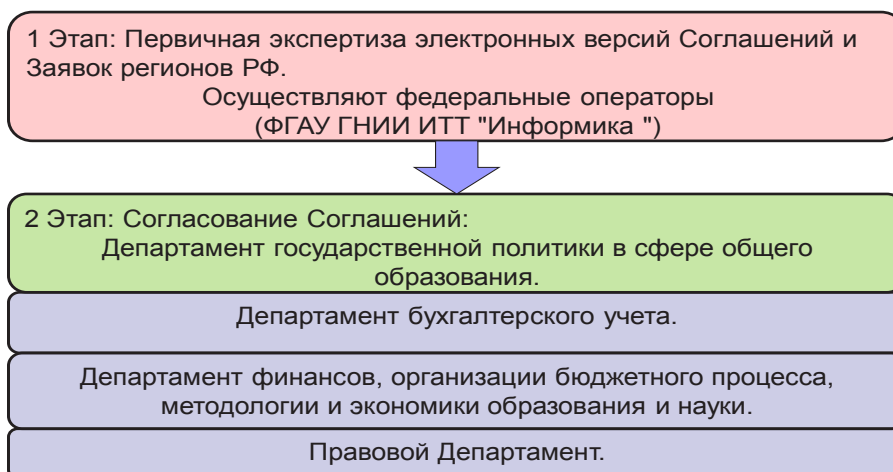 1 Этап: Первичная экспертиза электронных версий Соглашений и
Заявок регионов РФ.
Осуществляют федеральные операторы
(ФГАУ ГНИИ ИТТ "Информика ")
2 Этап: Согласование Соглашений:
Департамент государственной политики в сфере общего
образования.
Департамент бухгалтерского учета.
Департамент финансов, организации бюджетного процесса,
методологии и экономики образования и науки.
Правовой Департамент.